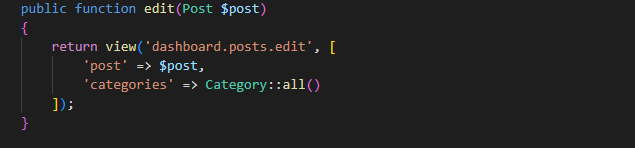 public function edit(Post $post)
{
    return view('dashboard.posts.edit', [
        'post' => $post,
        'categories' => Category::all()
    ]);
}